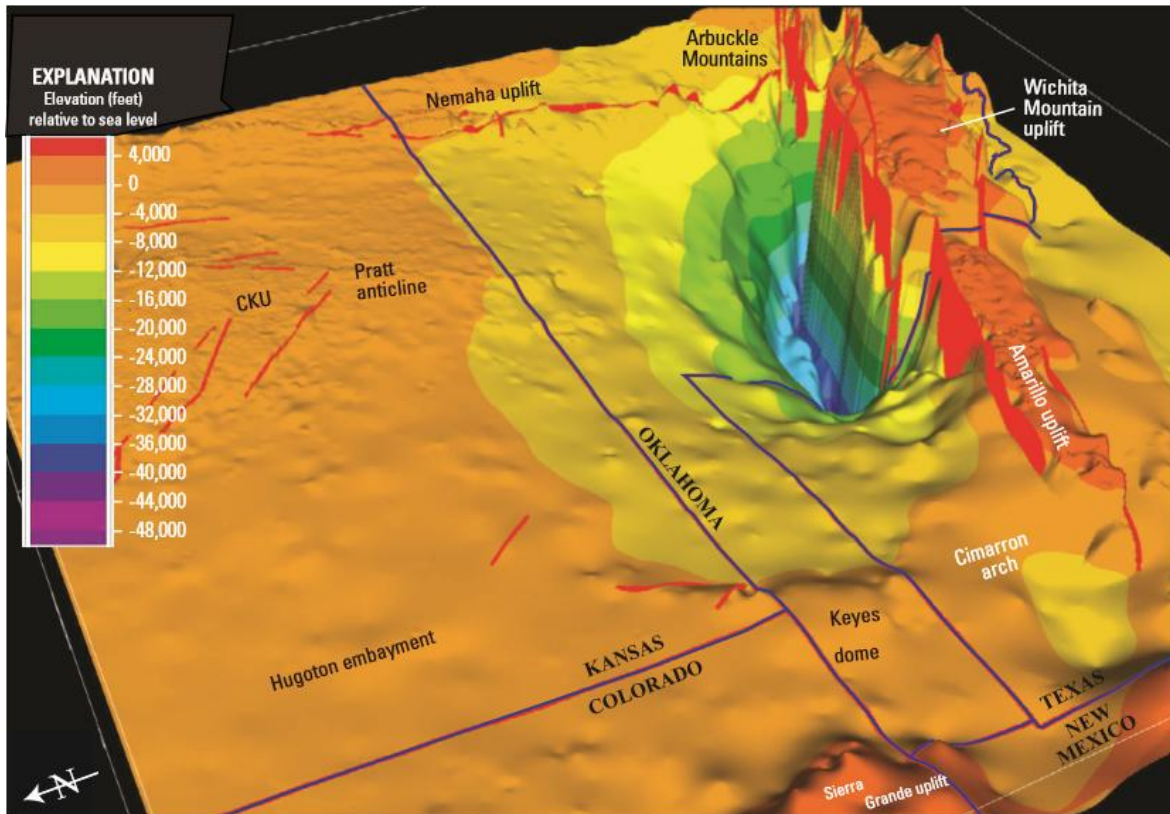 EXPLANATION
Elevation (feet)
relative to sea level
4,000
0
-4,000
-8,000
-12,000
-16,000
-20,000
-24,000
-28,000
-32,000
-36,000
-40,000
-44,000
-48,000
Arbuckle
Mountains
Nemaha uplift
Wichita
Mountain
uplift
CKU
Pratt
anticline
Amarillo uplift
OKLAHOMA
Cimarron
arch
Keyes
dome
Hugoton embayment
KANSAS
COLORADO
TEXAS
NEW
MEXICO
Sierra
Grande uplift
N